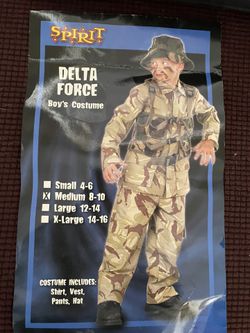 SPIRIT
DELTA
FORCE
Boy's Costume
Small 4-6
Medium 8-10
Large 12-14
X-Large 14-16
COSTUME INCLUDES:
Shirt, Vest,
Pants, Hat